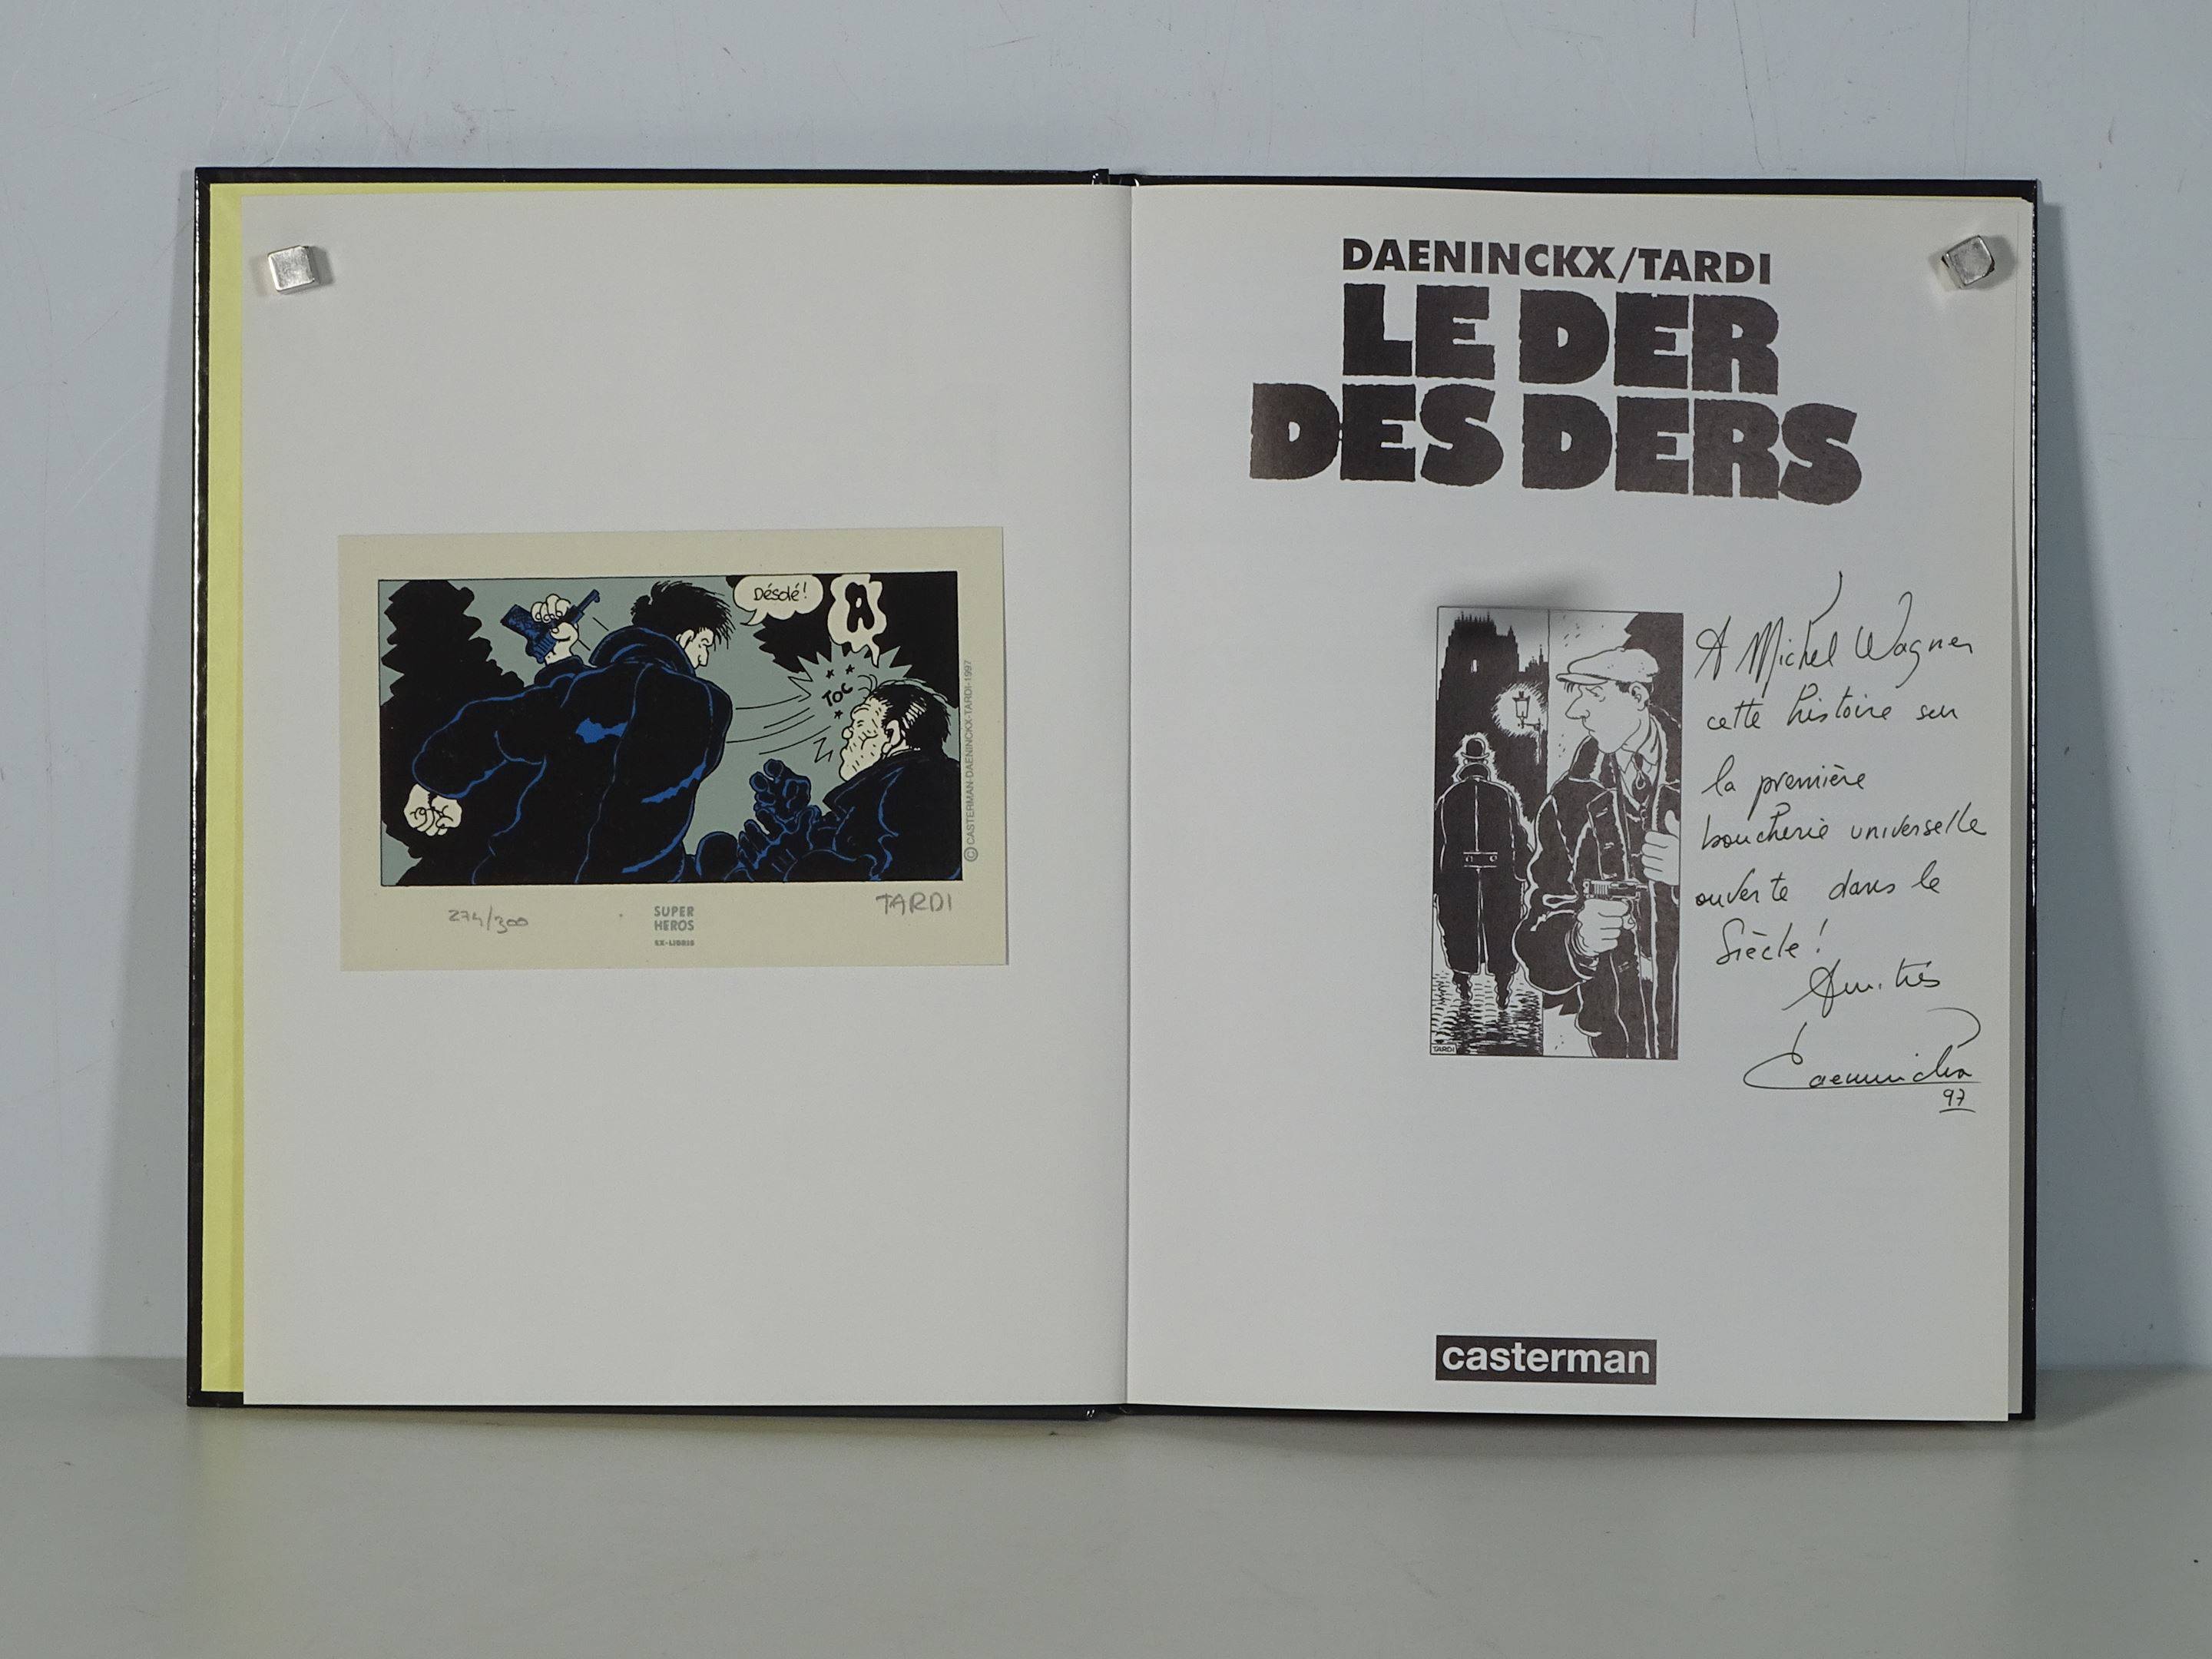 Désolé!
A
TOC
© CASTERMAN-DAENINCKX-TARDI-1997
274/300
SUPER
HEROS
EX-LIBRIS
TARDI
DAENINCKX/TARDI
LE DER
DES DERS
TARDI
A Michel Wagner
cette histoire sur
la première
boucherie universelle
ouverte dans le
Siècle!
Amitiés
Daeninckx
97
casterman